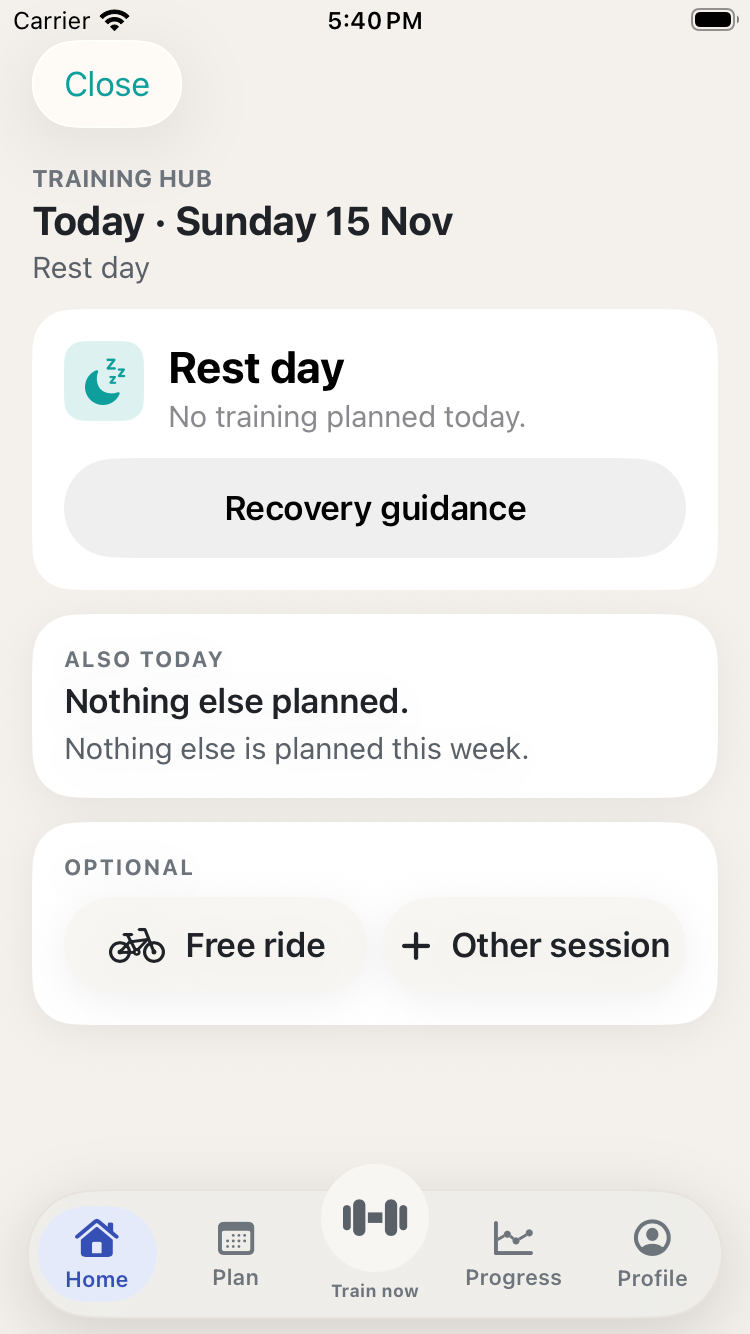 Carrier 5:40 PM
Close
TRAINING HUB
Today · Sunday 15 Nov
Rest day
Rest day
No training planned today.
Recovery guidance
ALSO TODAY
Nothing else planned.
Nothing else is planned this week.
OPTIONAL
Free ride
Other session
Home
Plan
Train now
Progress
Profile